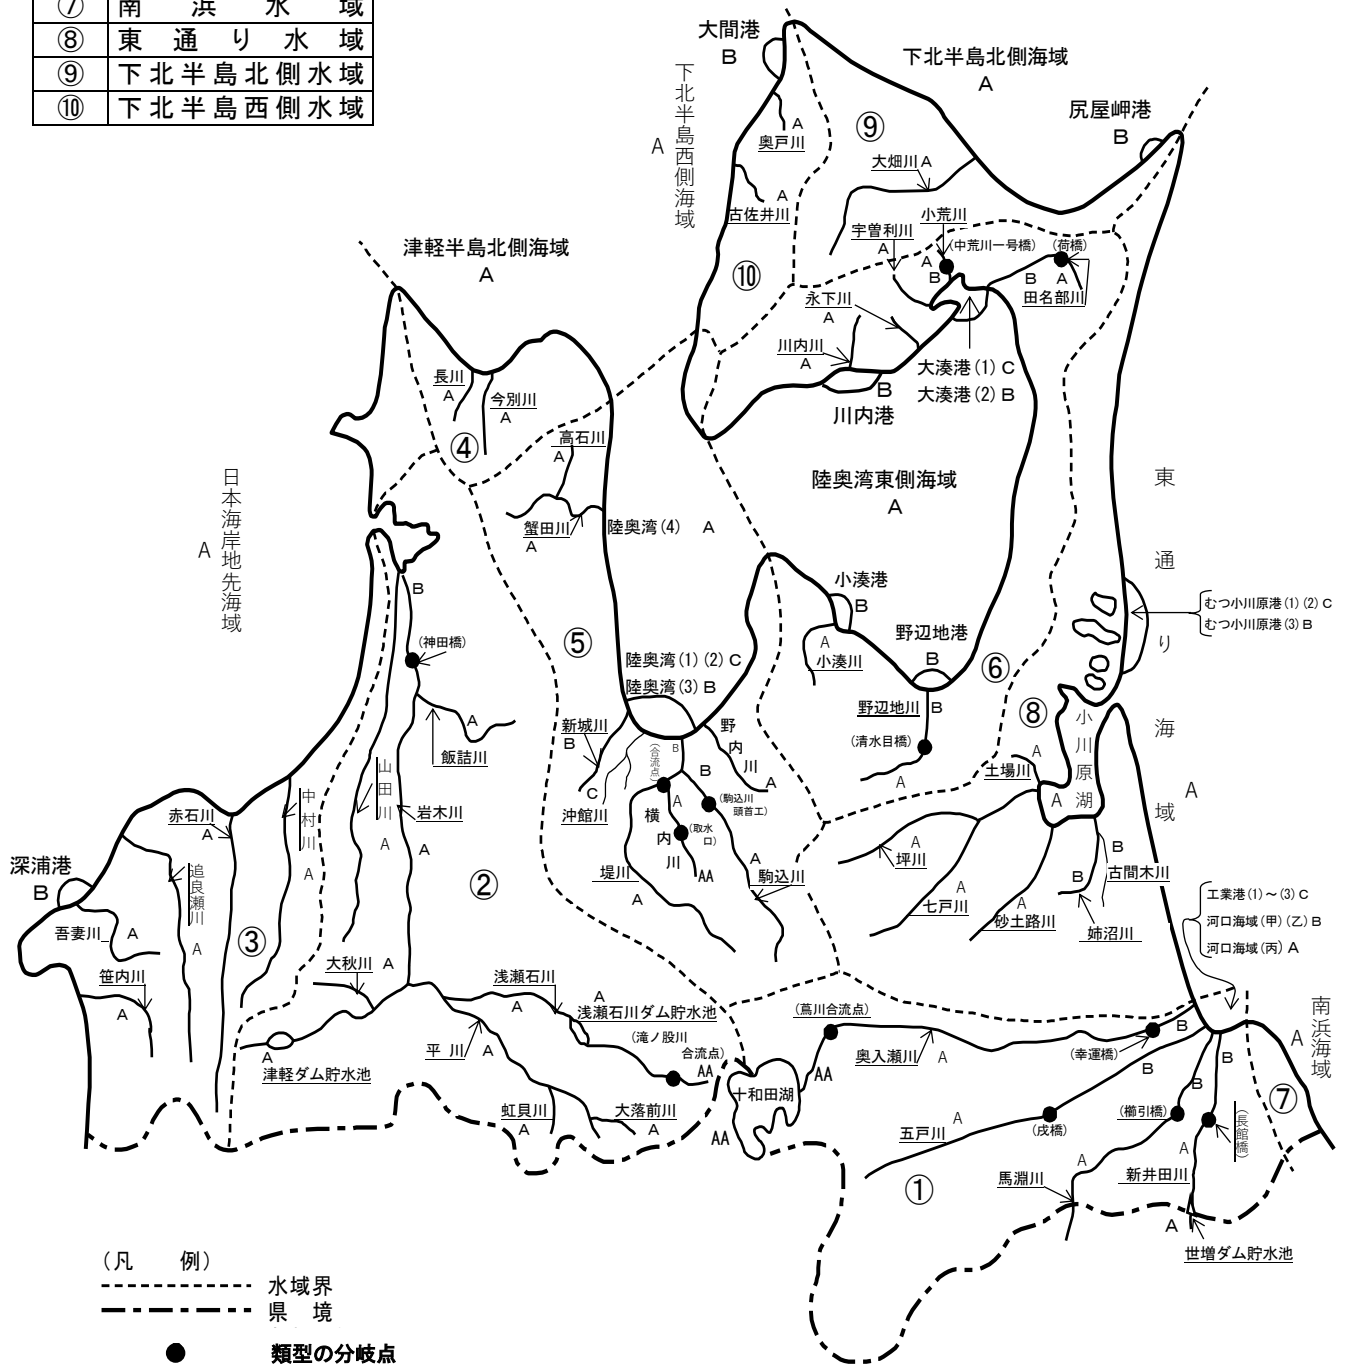 ⑦ 南浜水域
⑧ 東通り水域
⑨ 下北半島北側水域
⑩ 下北半島西側水域
大間港
B
下北半島北側海域
A
尻屋岬港
B
下北半島西側海域
A
A
奥戸川
⑨
大畑川 A
A
古佐井川
宇曽利川
A
小荒川
A
B
(中荒川一号橋)
(荷橋)
B
A
田名部川
⑩
永下川
A
川内川
A
B
川内港
大湊港(1) C
大湊港(2) B
津軽半島北側海域
A
長川
A
今別川
A
④
高石川
A
蟹田川
A
陸奥湾(4) A
陸奥湾東側海域
A
日本海岸地先海域
A
東通り海域
A
むつ小川原港(1)(2) C
むつ小川原港(3) B
B
(神田橋)
A
飯詰川
⑤
陸奥湾(1)(2) C
陸奥湾(3) B
小湊港
B
A
小湊川
野辺地港
B
⑥
野辺地川
B
(清水目橋)
A
⑧
小川原湖
A
土場川
A
新城川
B
C
沖館川
(合流点)
B
B
野内川
A
A
横内川
(取水口)
AA
(駒込川
頭首工)
A
駒込川
堤川
A
坪川
A
七戸川
A
砂土路川
A
B
古間木川
B
姉沼川
山田川
A
岩木川
A
中村川
A
赤石川
A
追良瀬川
A
深浦港
B
吾妻川
A
笹内川
A
③
②
大秋川 A
浅瀬石川
A
A
浅瀬石川ダム貯水池
(滝ノ股川
合流点)
AA
平川
A
A
津軽ダム貯水池
虹貝川
A
大落前川
A
十和田湖
AA
AA
(蔦川合流点)
奥入瀬川
A
(幸運橋)
B
工業港(1)～(3) C
河口海域(甲)(乙) B
河口海域(丙) A
南浜海域
A
⑦
B
五戸川
A
(戌橋)
B
(櫛引橋)
B
(長館橋)
①
馬淵川
A
新井田川
A
A
世増ダム貯水池
(凡例)
水域界
県境
類型の分岐点